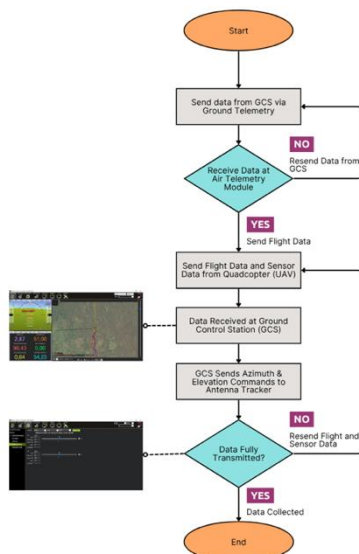 Start
Send data from GCS via
Ground Telemetry
NO
Resend Data from
GCS
Receive Data at
Air Telemetry
Module
YES
Send Flight Data
Send Flight Data and Sensor
Data from Quadcopter (UAV)
Data Received at Ground
Control Station (GCS)
GCS Sends Azimuth &
Elevation Commands to
Antenna Tracker
NO
Resend Flight and
Sensor Data
Data Fully
Transmitted?
YES
Data Collected
End